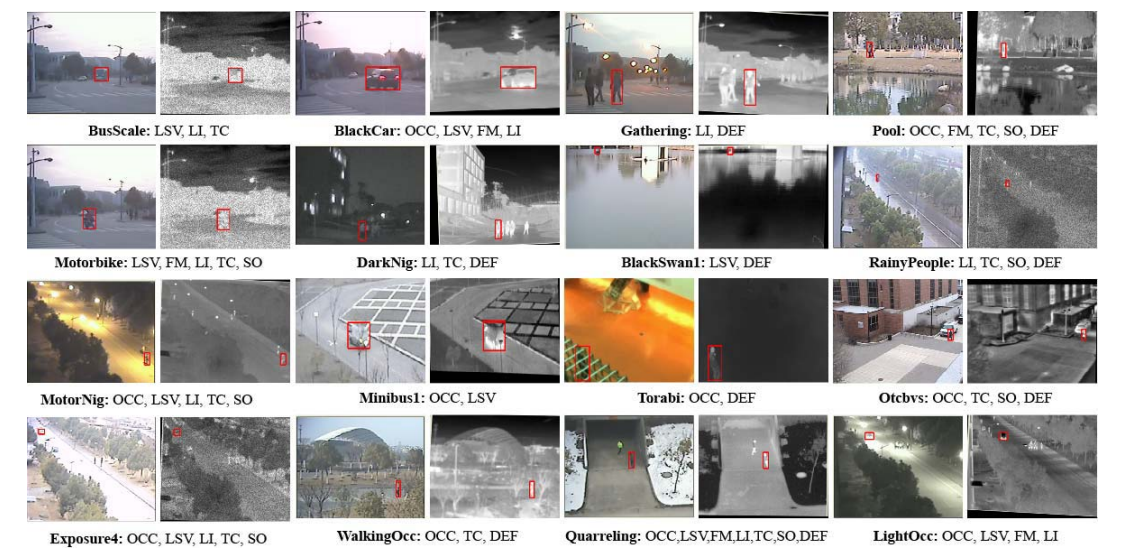 BusScale: LSV, LI, TC
BlackCar: OCC, LSV, FM, LI
Gathering: LI, DEF
Pool: OCC, FM, TC, SO, DEF
Motorbike: LSV, FM, LI, TC, SO
DarkNig: LI, TC, DEF
BlackSwan1: LSV, DEF
RainyPeople: LI, TC, SO, DEF
MotorNig: OCC, LSV, LI, TC, SO
Minibus1: OCC, LSV
Torabi: OCC, DEF
Otcbvs: OCC, TC, SO, DEF
Exposure4: OCC, LSV, LI, TC, SO
WalkingOcc: OCC, TC, DEF
Quarreling: OCC,LSV,FM,LI,TC,SO,DEF
LightOcc: OCC, LSV, FM, LI